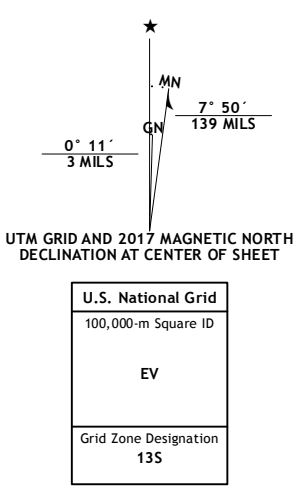 ★
MN
7° 50´
139 MILS
GN
0° 11´
3 MILS
UTM GRID AND 2017 MAGNETIC NORTH
DECLINATION AT CENTER OF SHEET
U.S. National Grid
100,000-m Square ID
EV
Grid Zone Designation
13S